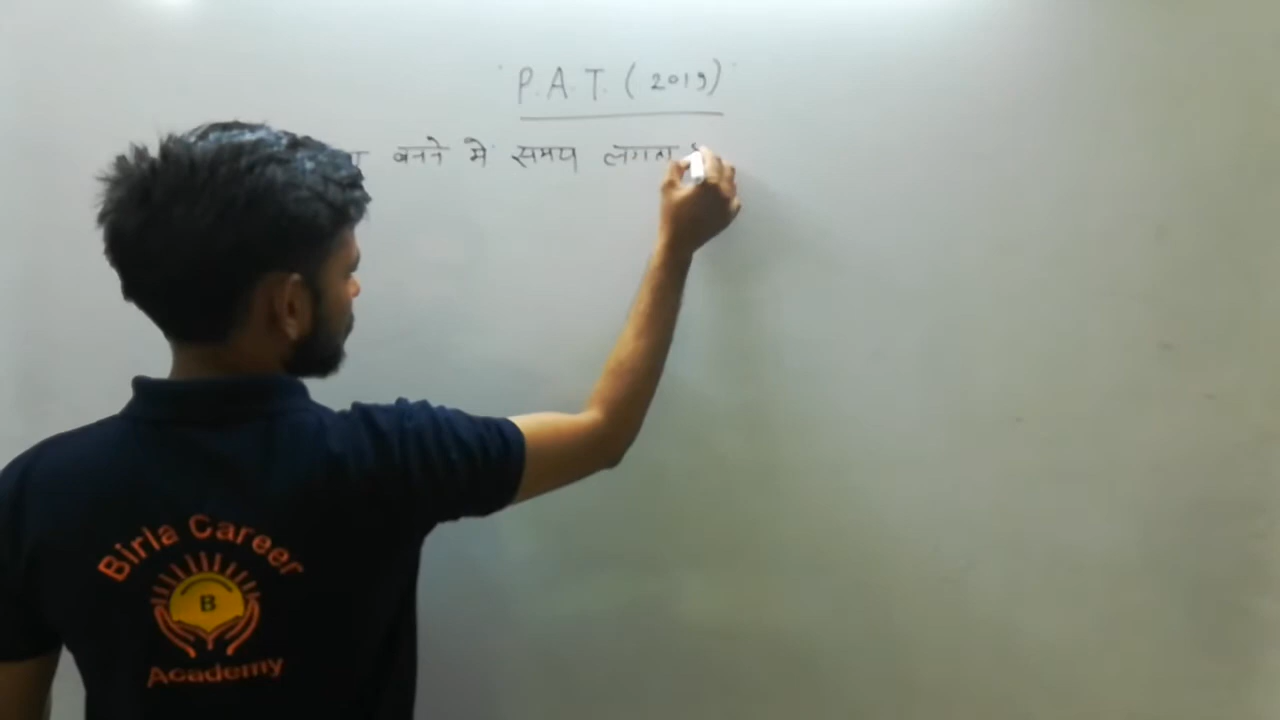 P.A.T. (2019)
बनने में समय लगता
Birla Career
B
Academy